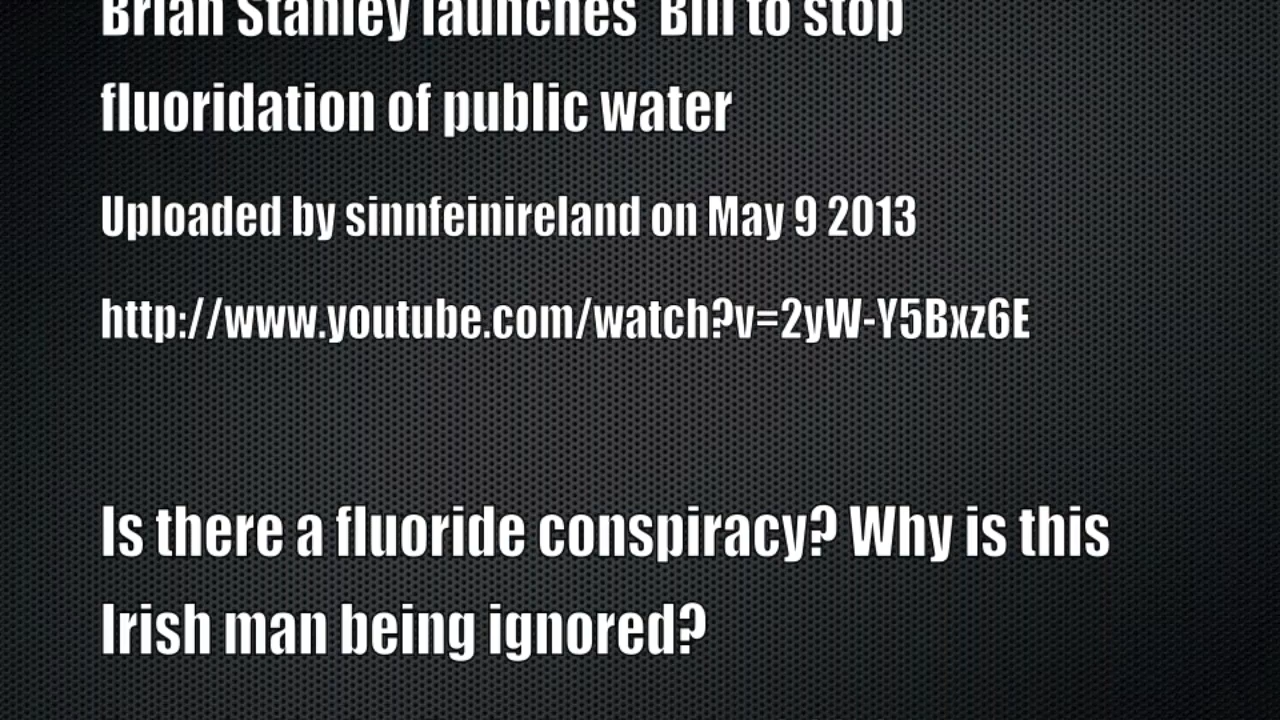 Brian Stanley launches  Bill to stop
fluoridation of public water
Uploaded by sinnfeinireland on May 9 2013
http://www.youtube.com/watch?v=2yW-Y5Bxz6E
Is there a fluoride conspiracy? Why is this
Irish man being ignored?